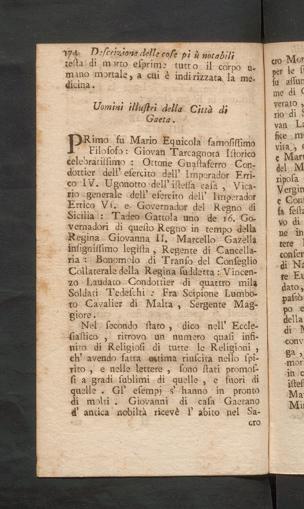 174 Descrizione delle cose pi ù notabili
testa di morto esprime tutto il corpo u-
mano mortale, a cui è indirizzata la me-
dicina.
Uomini illustri della Città di
Gaeta.
PRimo fu Mario Equicola famosissimo
Filosofo: Giovan Tarcagnota Istorico
celebratissimo: Ottone Guastaferro Con-
dottier dell'esercito dell'Imperador Erri-
co IV. Ugonotto dell'istessa casa, Vica-
rio generale dell'esercito dell'Imperador
Errico VI. e Governador del Regno di
Sicilia: Tadeo Gattola uno de 16. Go-
vernadori di questo Regno in tempo della
Regina Giovanna II. Marcello Gazella
insignissimo legista, Regente di Cancella-
ria: Bonomolo di Transo del Conseglio
Collaterale della Regina suddetta: Vincen-
zo Laudato Condottier di quattro mila
Soldati Tedeschi: Fra Scipione Lumbo-
to Cavalier di Malta, Sergente Mag-
giore.
Nel secondo stato, dico nell'Eccle-
siastico, ritrovo un numero quasi infi-
nito di Religiosi di tutte le Religioni,
ch'avendo fatta ottima riuscita nello spi-
rito, e nelle lettere, sono stati promos-
si a gradi sublimi di quelle, e fuori di
quelle. Gl'esempj s'hanno in pronto
di molti. Giovanni di casa Gaetano
d'antica nobiltà ricevè l'abito nel Sa-
cro